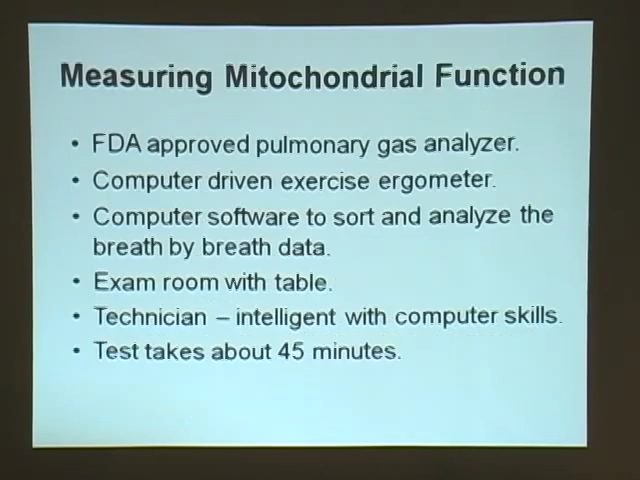 Measuring Mitochondrial Function
• FDA approved pulmonary gas analyzer.
• Computer driven exercise ergometer.
• Computer software to sort and analyze the
breath by breath data.
• Exam room with table.
• Technician – intelligent with computer skills.
• Test takes about 45 minutes.